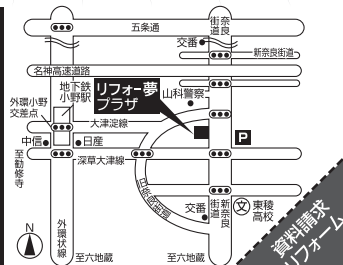 五条通
奈良街道
交番
新奈良街道
名神高速道路
地下鉄
小野駅
リフォー夢
プラザ
山科警察
外環小野
交差点
大津淀線
P
中信
日産
至勧修寺
深草大津線
旧奈良街道
交番
新奈良街道
文
東稜
高校
N
外環状線
至六地蔵
至六地蔵
資料請求
リフォーム